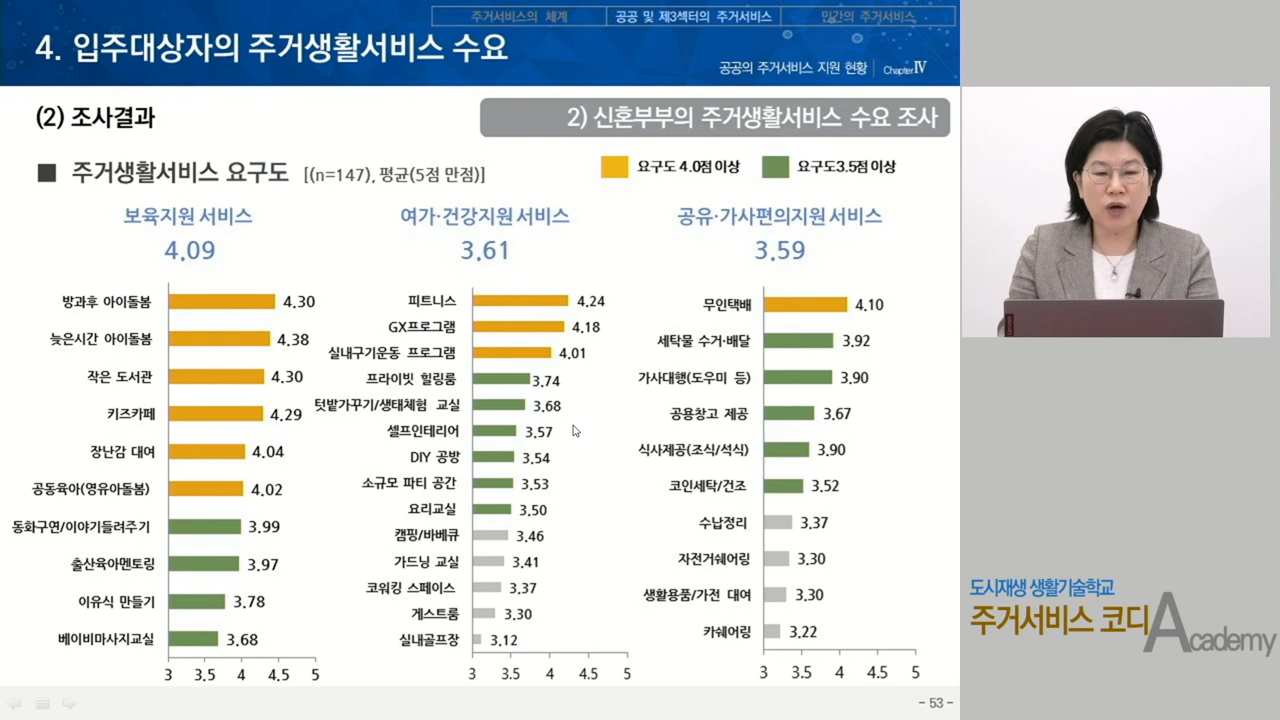 주거서비스의 체계
공공 및 제3섹터의 주거서비스
민간의 주거서비스
4. 입주대상자의 주거생활서비스 수요
공공의 주거서비스 지원 현황
Chapter Ⅳ
(2) 조사결과
2) 신혼부부의 주거생활서비스 수요 조사
■ 주거생활서비스 요구도 [(n=147), 평균(5점 만점)]
요구도 4.0점 이상
요구도3.5점 이상
보육지원 서비스
4.09
방과후 아이돌봄 4.30
늦은시간 아이돌봄 4.38
작은 도서관 4.30
키즈카페 4.29
장난감 대여 4.04
공동육아(영유아돌봄) 4.02
동화구연/이야기들려주기 3.99
출산육아멘토링 3.97
이유식 만들기 3.78
베이비마사지교실 3.68
3 3.5 4 4.5 5
여가·건강지원 서비스
3.61
피트니스 4.24
GX프로그램 4.18
실내구기운동 프로그램 4.01
프라이빗 힐링룸 3.74
텃밭가꾸기/생태체험 교실 3.68
셀프인테리어 3.57
DIY 공방 3.54
소규모 파티 공간 3.53
요리교실 3.50
캠핑/바베큐 3.46
가드닝 교실 3.41
코워킹 스페이스 3.37
게스트룸 3.30
실내골프장 3.12
3 3.5 4 4.5 5
공유·가사편의지원 서비스
3.59
무인택배 4.10
세탁물 수거·배달 3.92
가사대행(도우미 등) 3.90
공용창고 제공 3.67
식사제공(조식/석식) 3.90
코인세탁/건조 3.52
수납정리 3.37
자전거쉐어링 3.30
생활용품/가전 대여 3.30
카쉐어링 3.22
3 3.5 4 4.5 5
- 53 -
도시재생 생활기술학교
주거서비스 코디
Academy